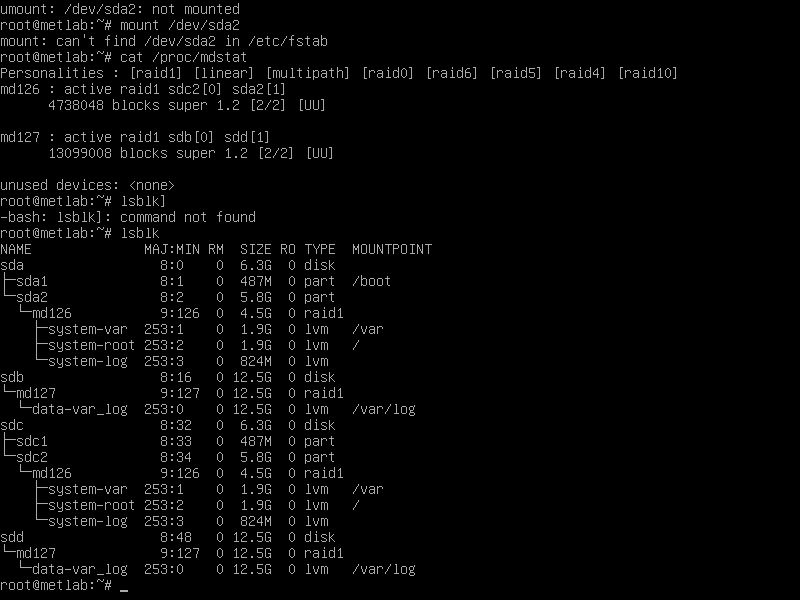 umount: /dev/sda2: not mounted
root@metlab:~# mount /dev/sda2
mount: can't find /dev/sda2 in /etc/fstab
root@metlab:~# cat /proc/mdstat
Personalities : [raid1] [linear] [multipath] [raid0] [raid6] [raid5] [raid4] [raid10]
md126 : active raid1 sdc2[0] sda2[1]
      4738048 blocks super 1.2 [2/2] [UU]

md127 : active raid1 sdb[0] sdd[1]
      13099008 blocks super 1.2 [2/2] [UU]

unused devices: <none>
root@metlab:~# lsblk]
-bash: lsblk]: command not found
root@metlab:~# lsblk
NAME              MAJ:MIN RM  SIZE RO TYPE  MOUNTPOINT
sda                 8:0    0  6.3G  0 disk
├─sda1              8:1    0  487M  0 part  /boot
└─sda2              8:2    0  5.8G  0 part
  └─md126           9:126  0  4.5G  0 raid1
    ├─system-var  253:1    0  1.9G  0 lvm   /var
    ├─system-root 253:2    0  1.9G  0 lvm   /
    └─system-log  253:3    0  824M  0 lvm
sdb                 8:16   0 12.5G  0 disk
└─md127             9:127  0 12.5G  0 raid1
  └─data-var_log  253:0    0 12.5G  0 lvm   /var/log
sdc                 8:32   0  6.3G  0 disk
├─sdc1              8:33   0  487M  0 part
└─sdc2              8:34   0  5.8G  0 part
  └─md126           9:126  0  4.5G  0 raid1
    ├─system-var  253:1    0  1.9G  0 lvm   /var
    ├─system-root 253:2    0  1.9G  0 lvm   /
    └─system-log  253:3    0  824M  0 lvm
sdd                 8:48   0 12.5G  0 disk
└─md127             9:127  0 12.5G  0 raid1
  └─data-var_log  253:0    0 12.5G  0 lvm   /var/log
root@metlab:~# _